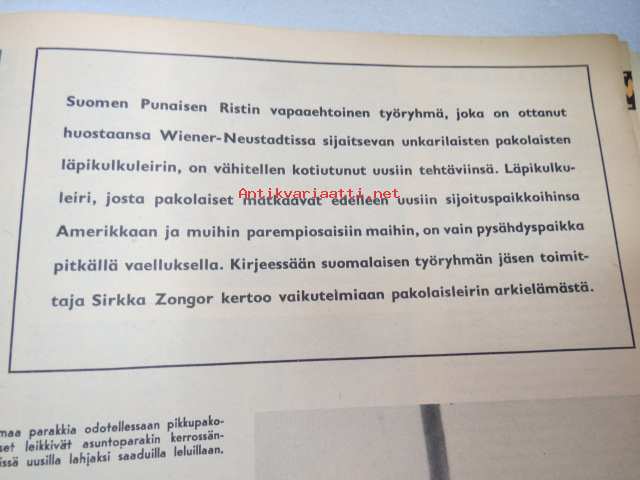 Suomen Punaisen Ristin vapaaehtoinen työryhmä, joka on ottanut
huostaansa Wiener-Neustadtissa sijaitsevan unkarilaisten pakolaisten
läpikulkuleirin, on vähitellen kotiutunut uusiin tehtäviinsä. Läpikulku-
Antikvariaatti.net
leiri, josta pakolaiset matkaavat edelleen uusiin sijoituspaikkoihinsa
Amerikkaan ja muihin parempiosaisiin maihin, on vain pysähdyspaikka
pitkällä vaelluksella. Kirjeessään suomalaisen työryhmän jäsen toimit-
taja Sirkka Zongor kertoo vaikutelmiaan pakolaisleirin arkielämästä.
maa parakkia odotellessaan pikkupako-
set leikkivät asuntoparakin kerrossän-
issä uusilla lahjaksi saaduilla leluillaan.